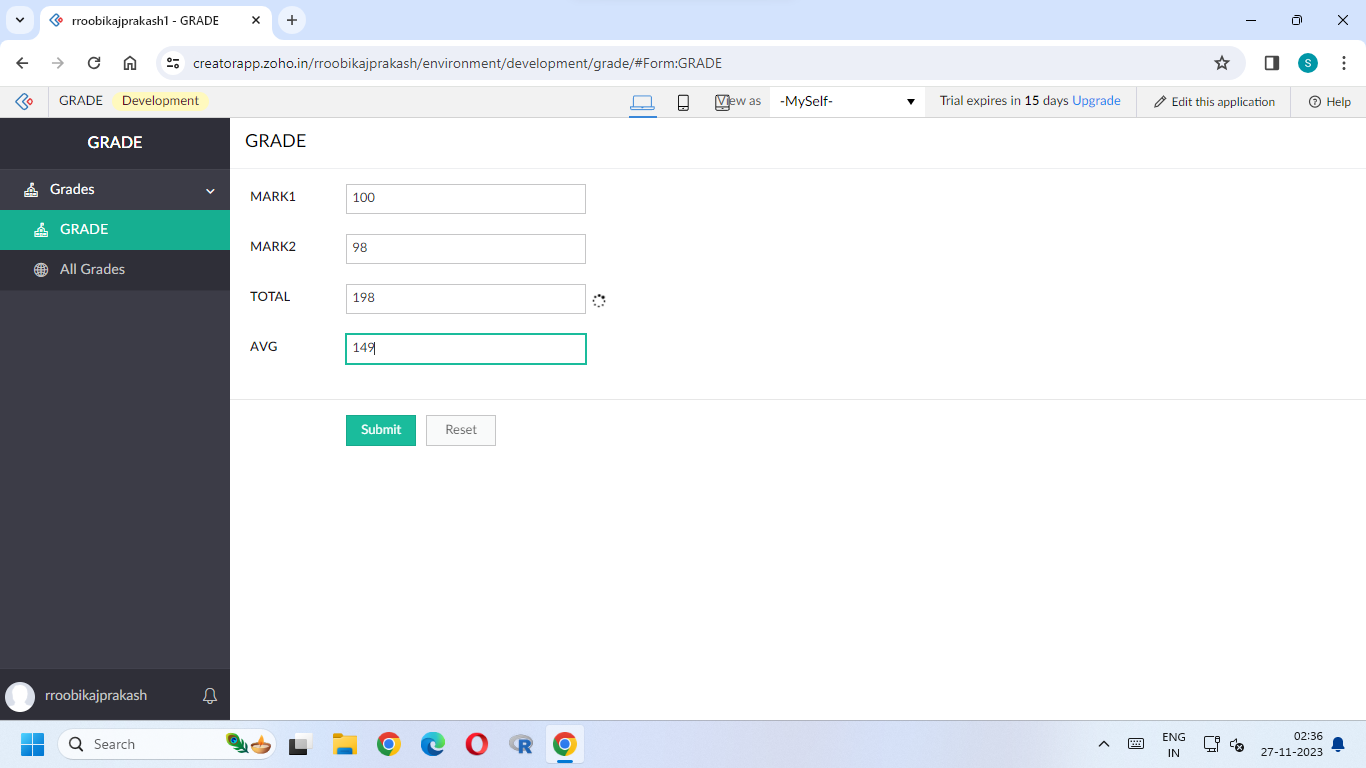 rroobikajprakash1 - GRADE
creatorapp.zoho.in/rroobikajprakash/environment/development/grade/#Form:GRADE
S
GRADE Development View as -MySelf- Trial expires in 15 days Upgrade Edit this application Help
GRADE
GRADE
Grades
GRADE
All Grades
MARK1 100
MARK2 98
TOTAL 198
AVG 149
Submit Reset
rroobikajprakash
Search
R
ENG
IN
02:36
27-11-2023